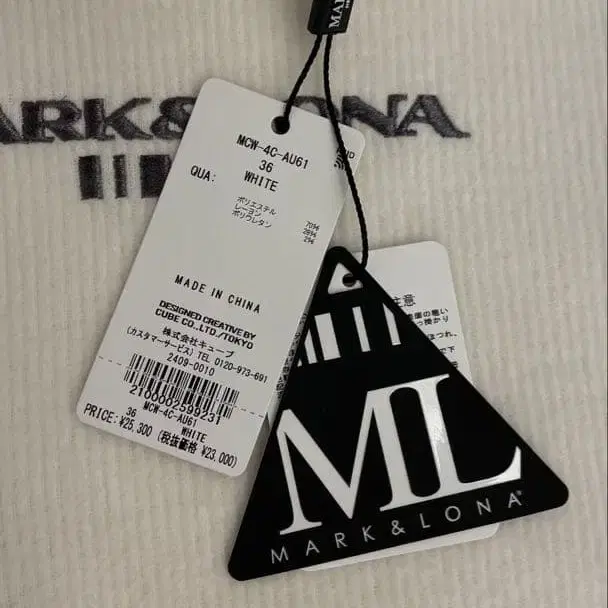 MARK&LONA
MCW-4C-AU61
36
QUA: WHITE
ポリエステル 70%
レーヨン 28%
ポリウレタン 2%
MADE IN CHINA
DESIGNED CREATIVE BY
CUBE CO.,LTD./TOKYO
株式会社キューブ
(カスタマーサービス) TEL 0120-973-691
2409-0010
2100002599231
MCW-4C-AU61
36 WHITE
PRICE: ¥25,300 (税抜価格 ¥23,000)
注意
ML
MARK & LONA